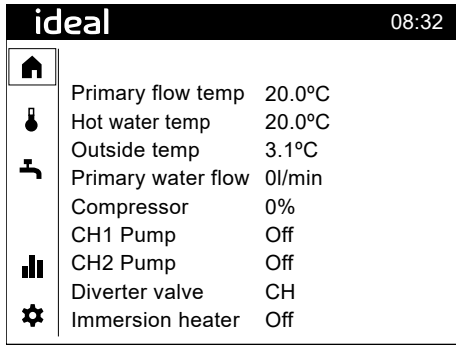 ideal 08:32
Primary flow temp 20.0ºC
Hot water temp 20.0ºC
Outside temp 3.1ºC
Primary water flow 0l/min
Compressor 0%
CH1 Pump Off
CH2 Pump Off
Diverter valve CH
Immersion heater Off